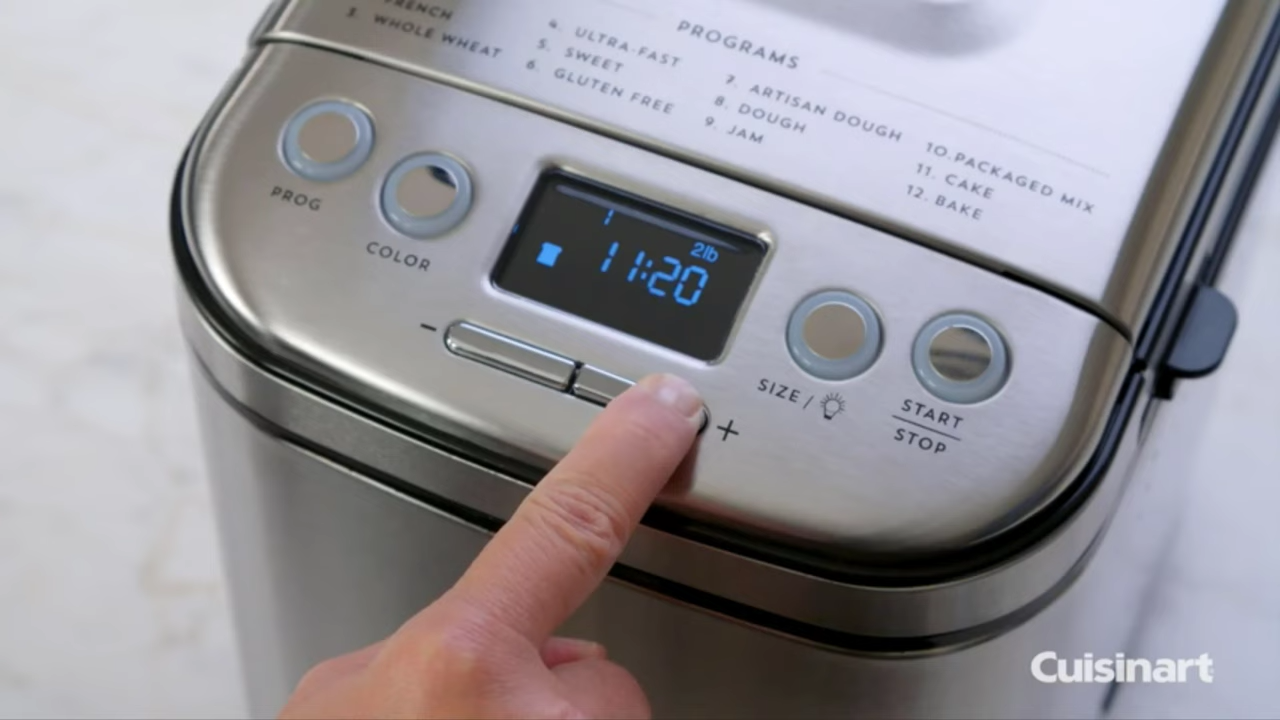 PROGRAMS
FRENCH
3. WHOLE WHEAT
4. ULTRA-FAST
5. SWEET
6. GLUTEN FREE
7. ARTISAN DOUGH
8. DOUGH
9. JAM
10. PACKAGED MIX
11. CAKE
12. BAKE
PROG
COLOR
1
2lb
11:20
- +
SIZE /
START
STOP
Cuisinart